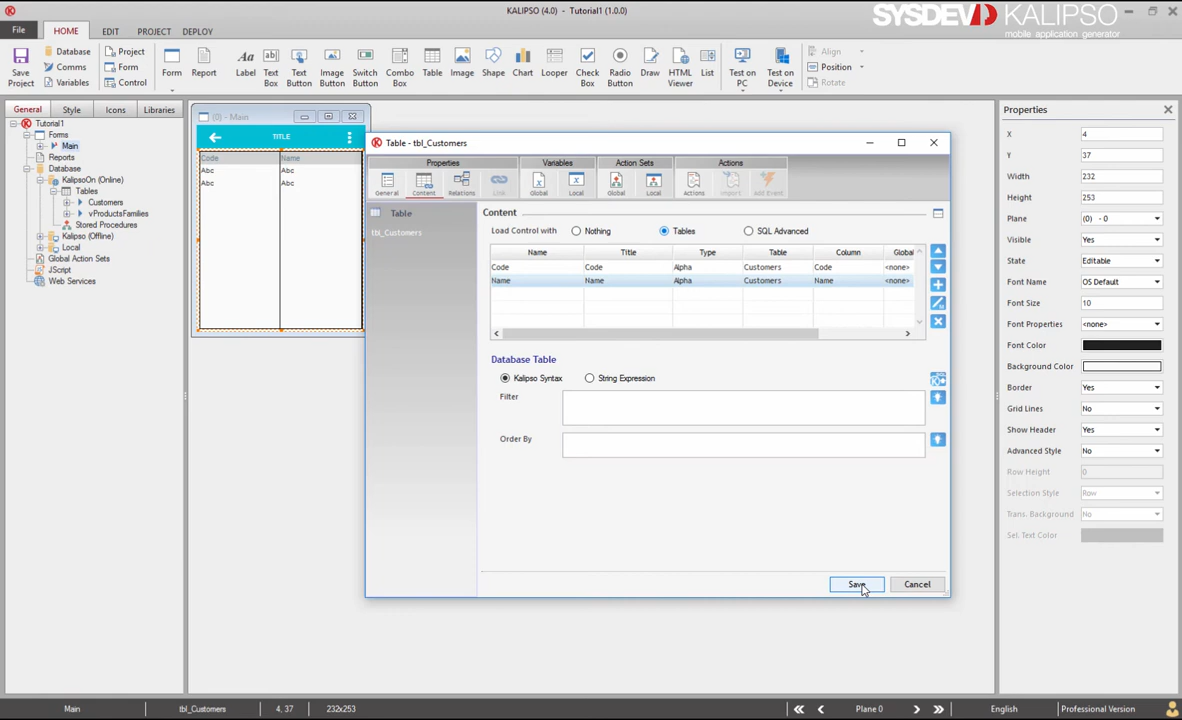 KALIPSO (4.0) - Tutorial1 (1.0.0)
SYSDEV KALIPSO
mobile application generator
File
HOME
EDIT
PROJECT
DEPLOY
Save Project
Database
Comms
Variables
Project
Form
Control
Form
Report
Label
Text Box
Text Button
Image Button
Switch Button
Combo Box
Table
Image
Shape
Chart
Looper
Check Box
Radio Button
Draw
HTML Viewer
List
Test on PC
Test on Device
Align
Position
Rotate
General
Style
Icons
Libraries
Tutorial1
Forms
Main
Reports
Database
KalipsoOn (Online)
Tables
Customers
vProductsFamilies
Stored Procedures
Kalipso (Offline)
Local
Global Action Sets
JScript
Web Services
(0) - Main
TITLE
Code Name
Abc Abc
Abc Abc
Table - tbl_Customers
Properties
Variables
Action Sets
Actions
General
Content
Relations
Link
Global
Local
Global
Local
Actions
Import
Add Event
Table
tbl_Customers
Content
Load Control with
Nothing
Tables
SQL Advanced
Name Title Type Table Column Global
Code Code Alpha Customers Code <none>
Name Name Alpha Customers Name <none>
Database Table
Kalipso Syntax
String Expression
Filter
Order By
Save
Cancel
Properties
X 4
Y 37
Width 232
Height 253
Plane (0) - 0
Visible Yes
State Editable
Font Name OS Default
Font Size 10
Font Properties <none>
Font Color
Background Color
Border Yes
Grid Lines No
Show Header Yes
Advanced Style No
Row Height 0
Selection Style Row
Trans. Background No
Sel. Text Color
Main
tbl_Customers
4, 37
232x253
Plane 0
English
Professional Version